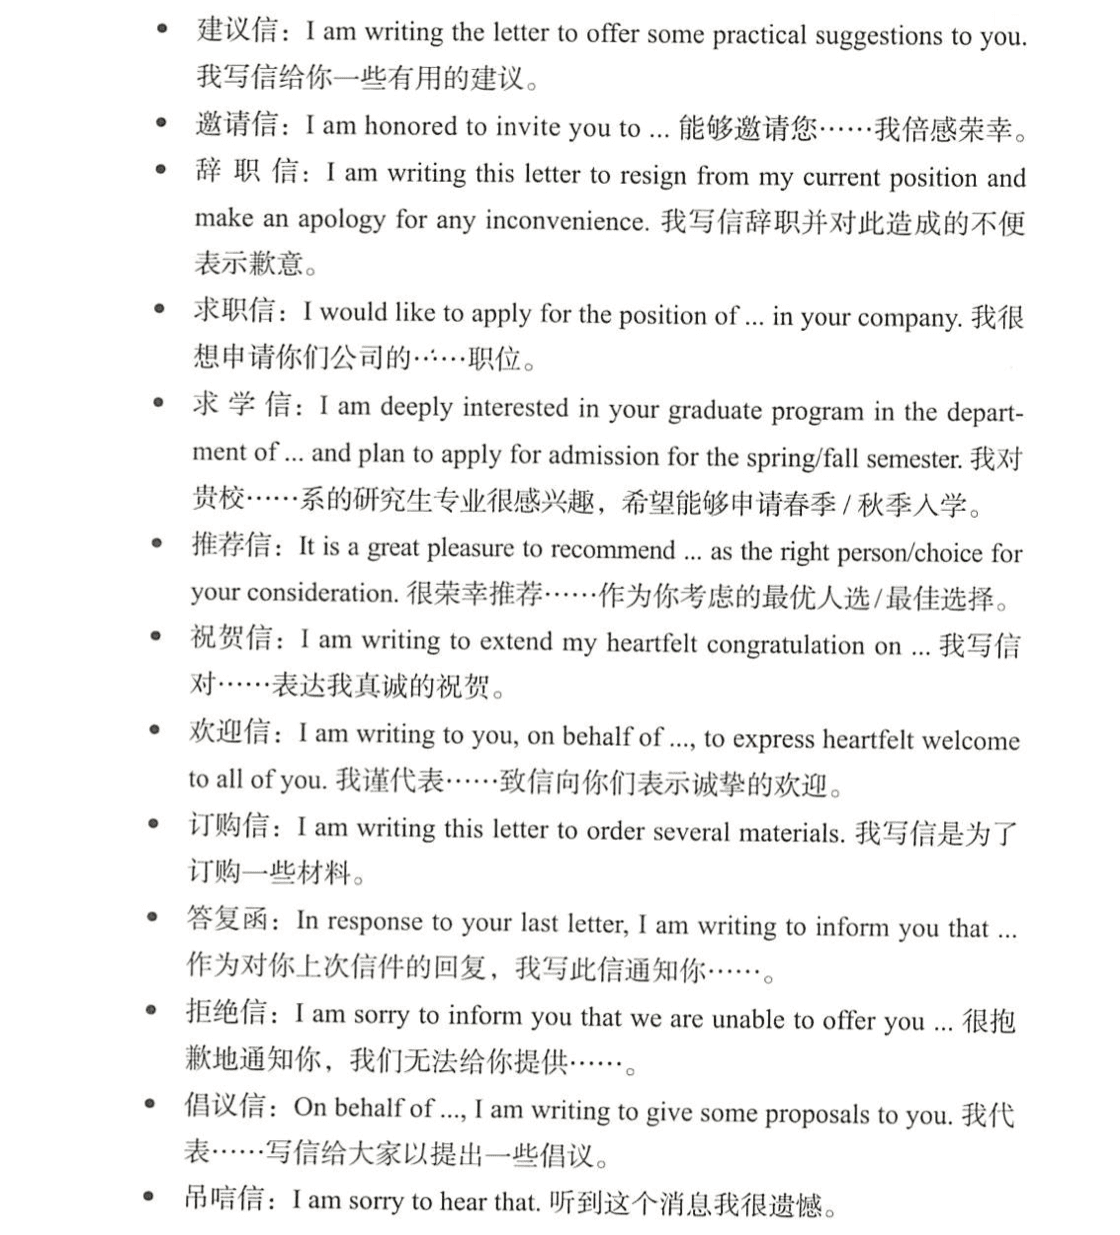 • 建议信：I am writing the letter to offer some practical suggestions to you.
我写信给你一些有用的建议。
• 邀请信：I am honored to invite you to ... 能够邀请您……我倍感荣幸。
• 辞 职 信：I am writing this letter to resign from my current position and
make an apology for any inconvenience. 我写信辞职并对此造成的不便
表示歉意。
• 求职信：I would like to apply for the position of ... in your company. 我很
想申请你们公司的……职位。
• 求 学 信：I am deeply interested in your graduate program in the depart-
ment of ... and plan to apply for admission for the spring/fall semester. 我对
贵校……系的研究生专业很感兴趣，希望能够申请春季 / 秋季入学。
• 推荐信：It is a great pleasure to recommend ... as the right person/choice for
your consideration. 很荣幸推荐……作为你考虑的最优人选/最佳选择。
• 祝贺信：I am writing to extend my heartfelt congratulation on ... 我写信
对……表达我真诚的祝贺。
• 欢迎信：I am writing to you, on behalf of ..., to express heartfelt welcome
to all of you. 我谨代表……致信向你们表示诚挚的欢迎。
• 订购信：I am writing this letter to order several materials. 我写信是为了
订购一些材料。
• 答复函：In response to your last letter, I am writing to inform you that ...
作为对你上次信件的回复，我写此信通知你……。
• 拒绝信：I am sorry to inform you that we are unable to offer you ... 很抱
歉地通知你，我们无法给你提供……。
• 倡议信：On behalf of ..., I am writing to give some proposals to you. 我代
表……写信给大家以提出一些倡议。
• 吊唁信：I am sorry to hear that. 听到这个消息我很遗憾。